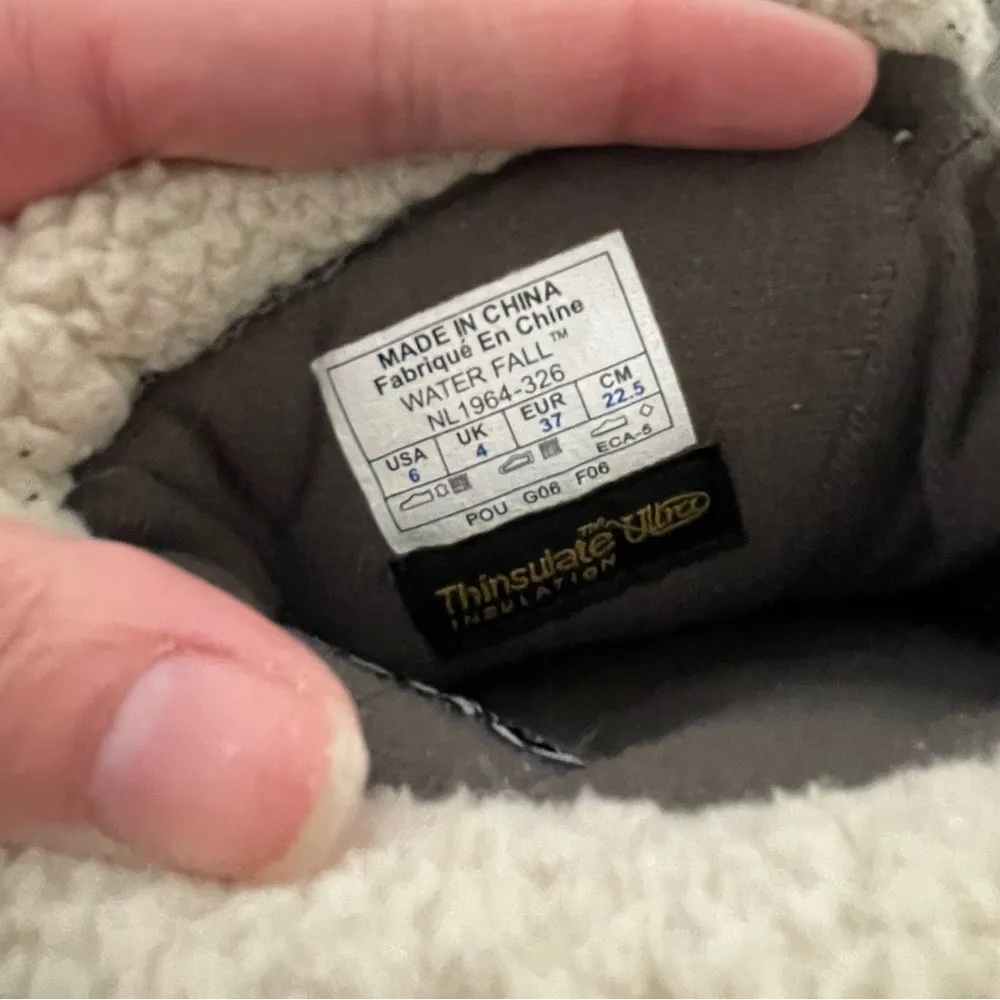 MADE IN CHINA
Fabriqué En Chine
WATER FALL™
NL1964-326
USA UK EUR CM
6 4 37 22.5
ECA-5
POU G06 F06
Thinsulate™ Ultra
INSULATION